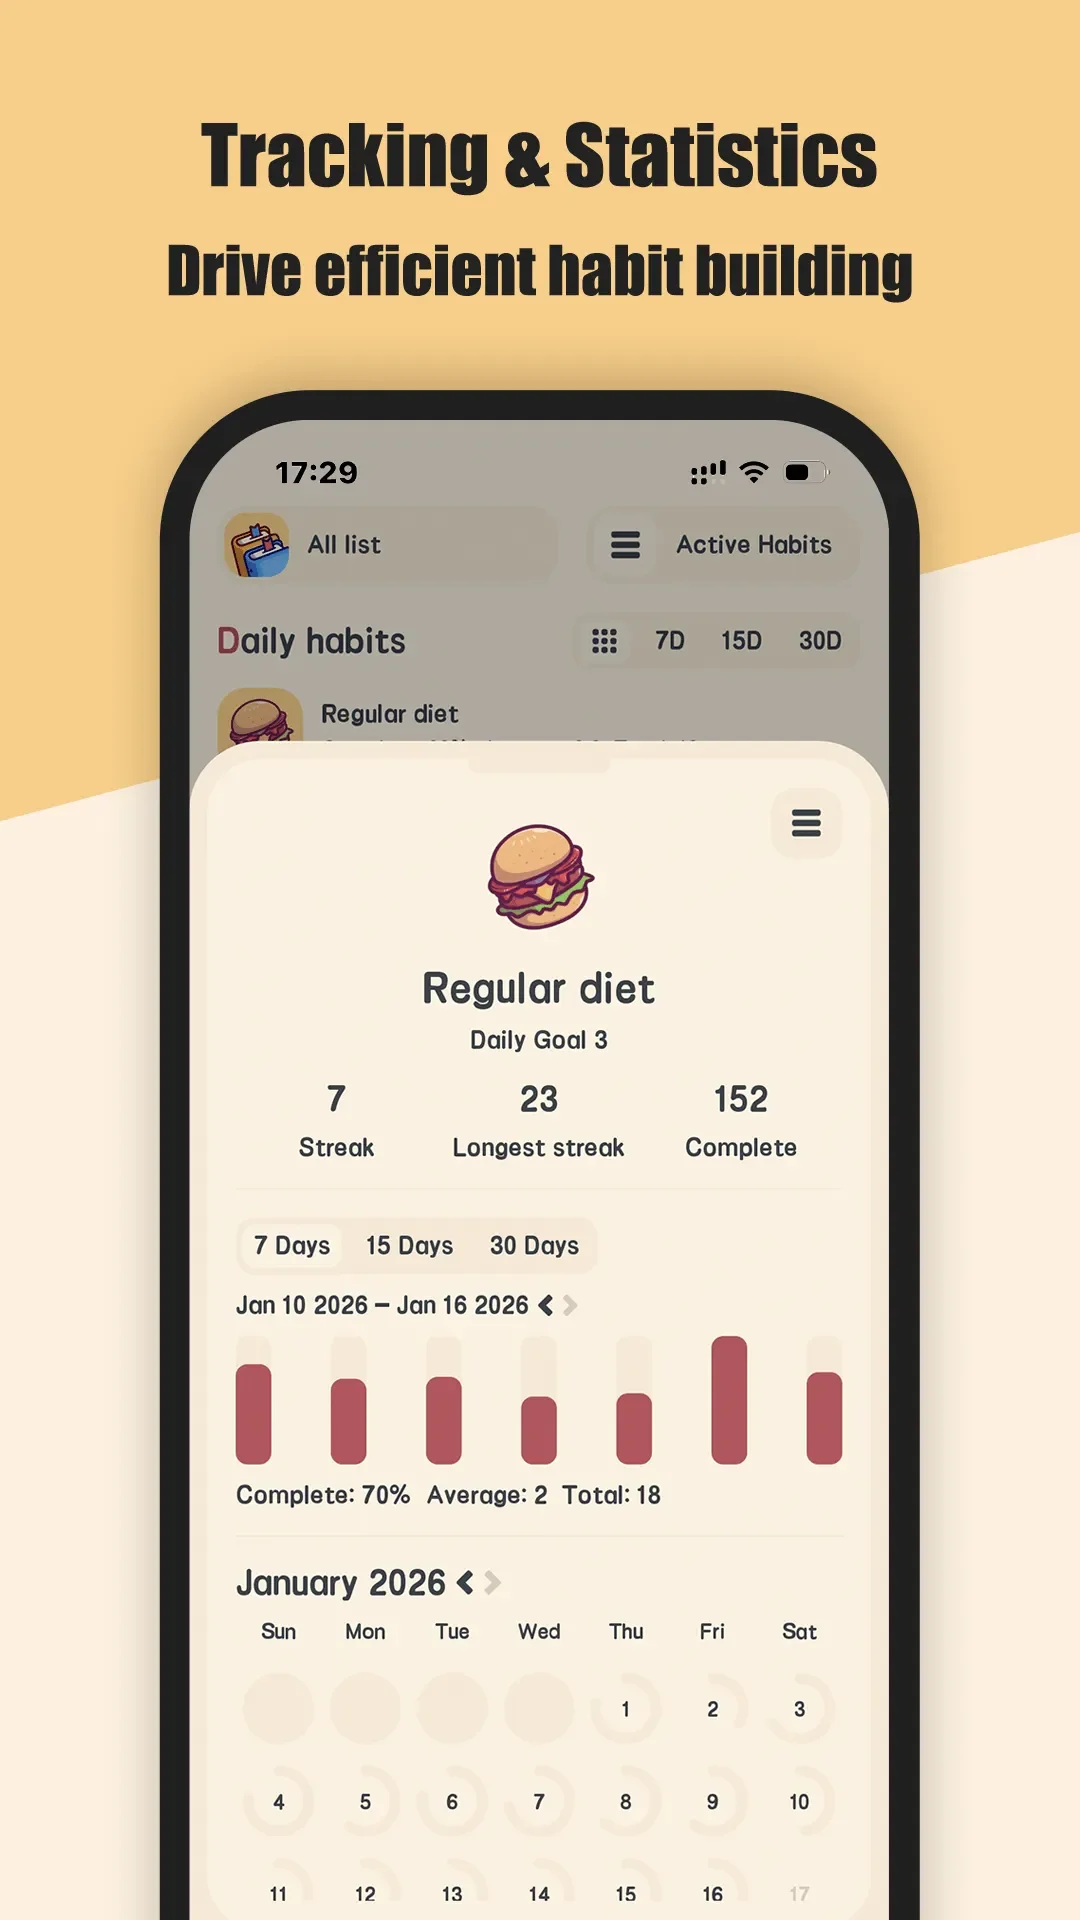 Tracking & Statistics
Drive efficient habit building
17:29
All list
Active Habits
Daily habits
7D 15D 30D
Regular diet
Regular diet
Daily Goal 3
7 23 152
Streak Longest streak Complete
7 Days 15 Days 30 Days
Jan 10 2026 – Jan 16 2026
Complete: 70% Average: 2 Total: 18
January 2026
Sun Mon Tue Wed Thu Fri Sat
1 2 3
4 5 6 7 8 9 10
11 12 13 14 15 16 17